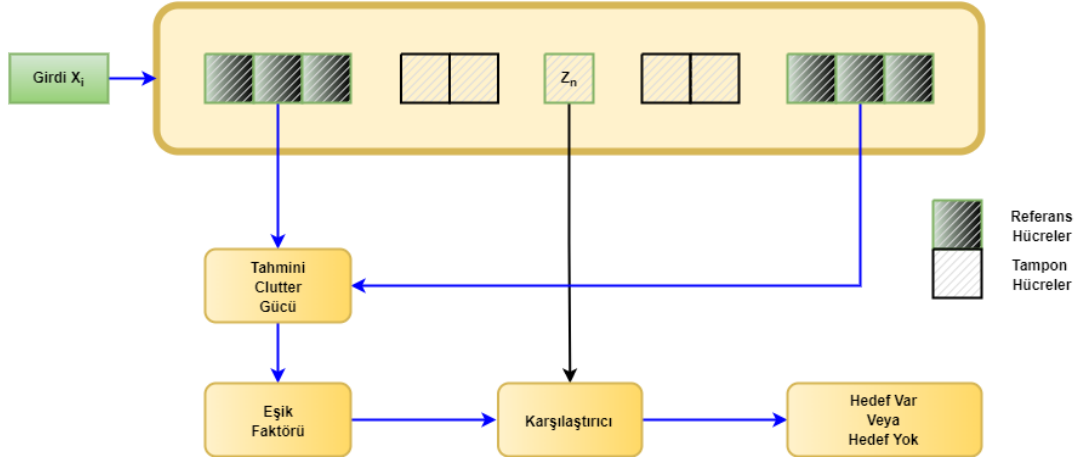 Girdi Xi
Zn
Referans
Hücreler
Tampon
Hücreler
Tahmini
Clutter
Gücü
Eşik
Faktörü
Karşılaştırıcı
Hedef Var
Veya
Hedef Yok